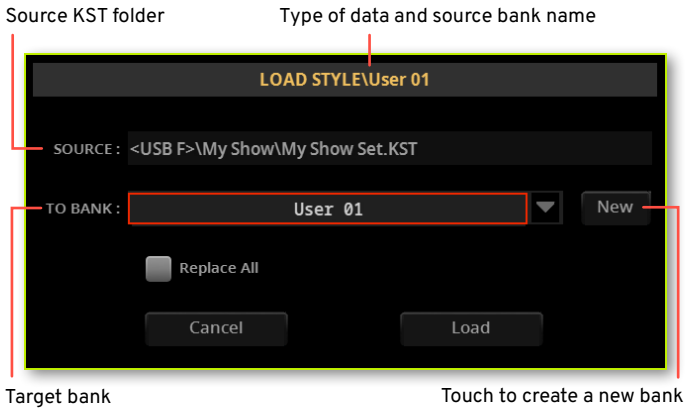 Source KST folder
Type of data and source bank name
LOAD STYLE\User 01
SOURCE : <USB F>\My Show\My Show Set.KST
TO BANK : User 01 New
Replace All
Cancel Load
Target bank
Touch to create a new bank